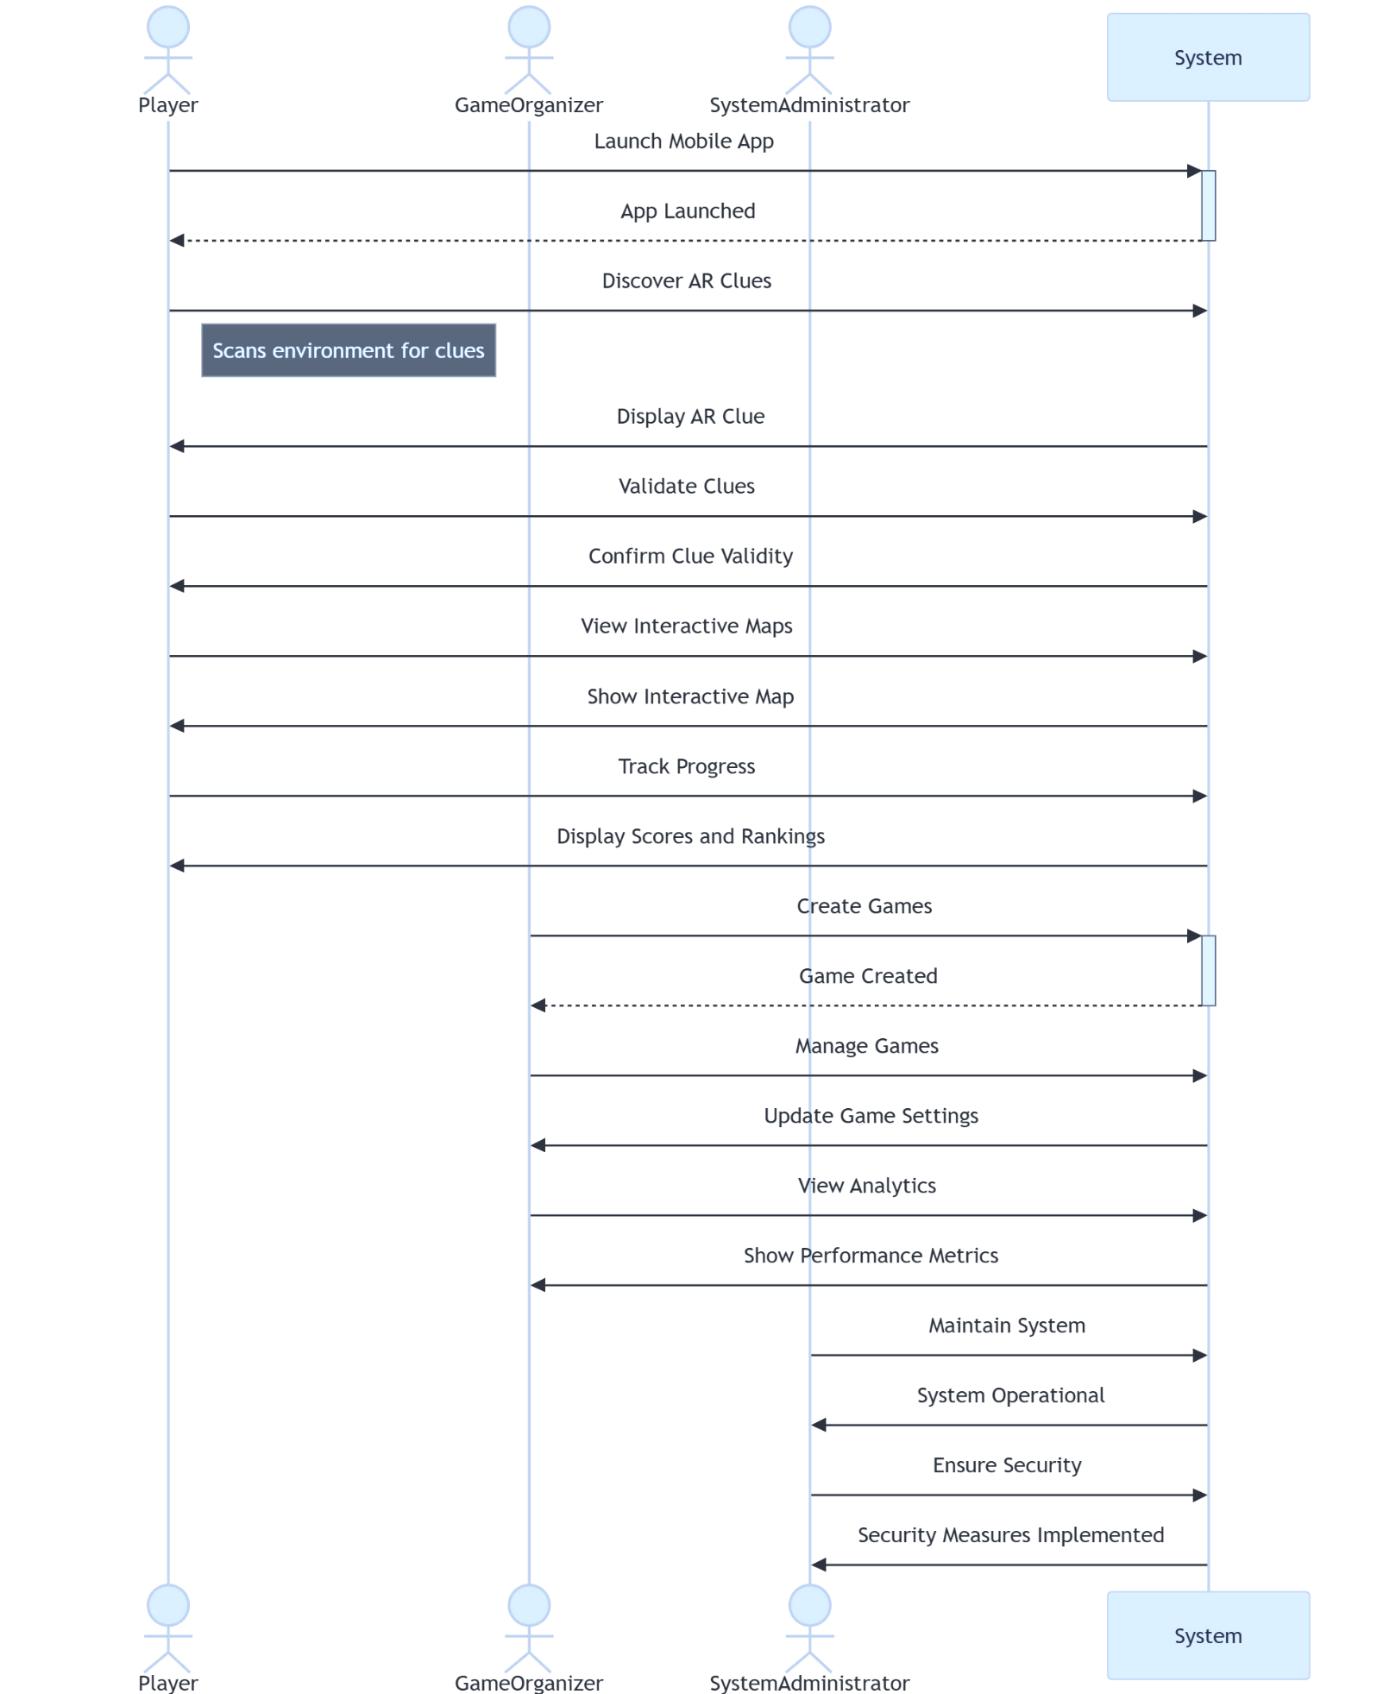 Player
GameOrganizer
SystemAdministrator
System
Launch Mobile App
App Launched
Discover AR Clues
Scans environment for clues
Display AR Clue
Validate Clues
Confirm Clue Validity
View Interactive Maps
Show Interactive Map
Track Progress
Display Scores and Rankings
Create Games
Game Created
Manage Games
Update Game Settings
View Analytics
Show Performance Metrics
Maintain System
System Operational
Ensure Security
Security Measures Implemented
Player
GameOrganizer
SystemAdministrator
System